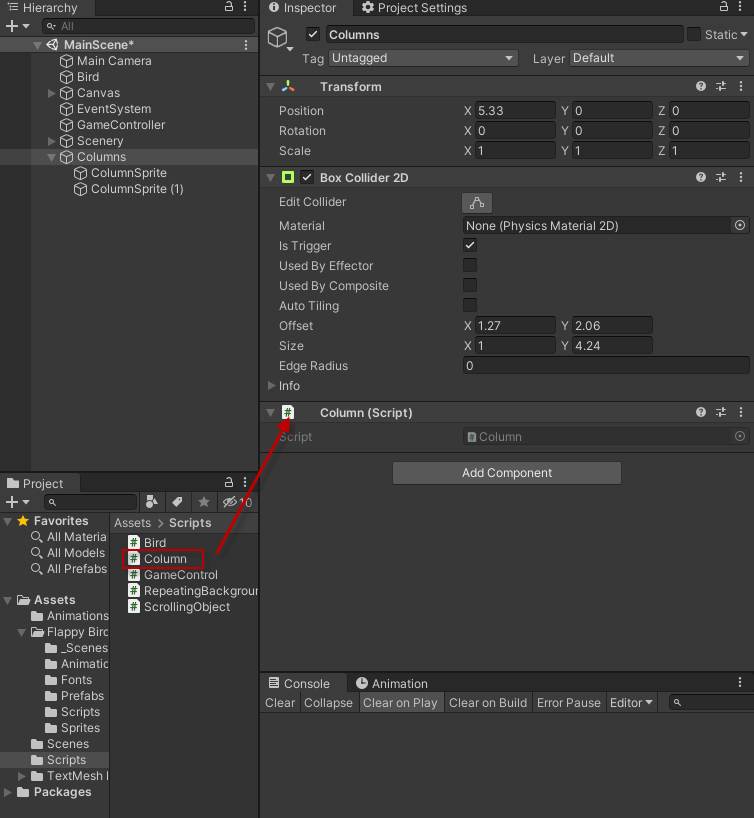 Hierarchy
All
MainScene*
Main Camera
Bird
Canvas
EventSystem
GameController
Scenery
Columns
ColumnSprite
ColumnSprite (1)
Inspector
Project Settings
Columns
Static
Tag Untagged Layer Default
Transform
Position X 5.33 Y 0 Z 0
Rotation X 0 Y 0 Z 0
Scale X 1 Y 1 Z 1
Box Collider 2D
Edit Collider
Material None (Physics Material 2D)
Is Trigger
Used By Effector
Used By Composite
Auto Tiling
Offset X 1.27 Y 2.06
Size X 1 Y 4.24
Edge Radius 0
Info
Column (Script)
Script Column
Add Component
Project
10
Favorites
All Materia
All Models
All Prefabs
Assets
Animations
Flappy Bird
_Scenes
Animatic
Fonts
Prefabs
Scripts
Sprites
Scenes
Scripts
TextMesh
Packages
Assets > Scripts
Bird
Column
GameControl
RepeatingBackgroun
ScrollingObject
Console
Animation
Clear Collapse Clear on Play Clear on Build Error Pause Editor